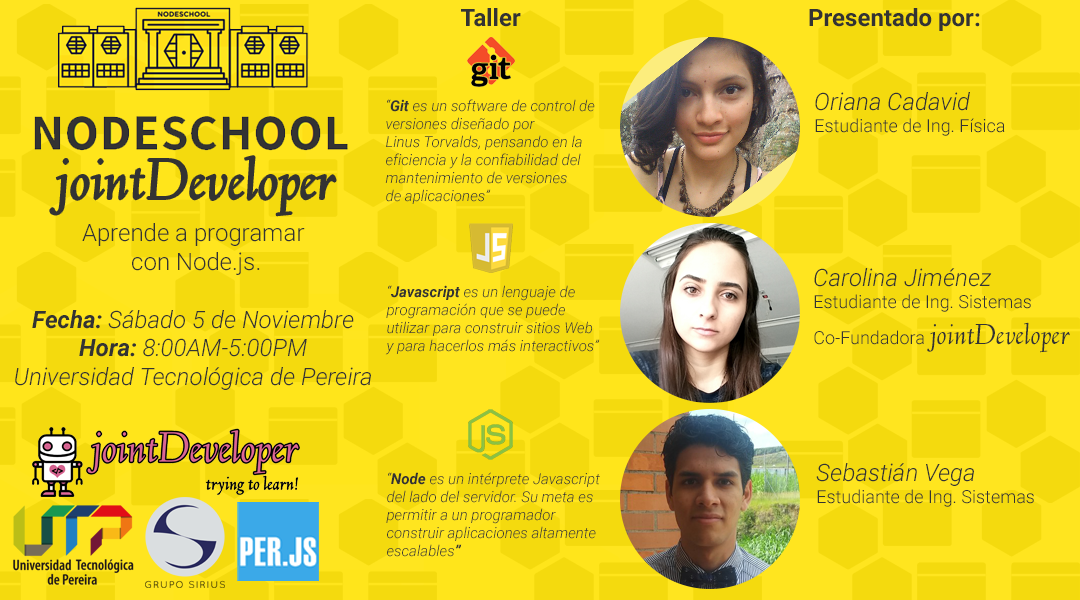 NODESCHOOL
NODESCHOOL
jointDeveloper
Aprende a programar
con Node.js.
Fecha: Sábado 5 de Noviembre
Hora: 8:00AM-5:00PM
Universidad Tecnológica de Pereira
jointDeveloper
trying to learn!
UTP
Universidad Tecnológica
de Pereira
S
GRUPO SIRIUS
PER.JS
Taller
git
“Git es un software de control de
versiones diseñado por
Linus Torvalds, pensando en la
eficiencia y la confiabilidad del
mantenimiento de versiones
de aplicaciones”
JS
“Javascript es un lenguaje de
programación que se puede
utilizar para construir sitios Web
y para hacerlos más interactivos”
JS
“Node es un intérprete Javascript
del lado del servidor. Su meta es
permitir a un programador
construir aplicaciones altamente
escalables”
Presentado por:
Oriana Cadavid
Estudiante de Ing. Física
Carolina Jiménez
Estudiante de Ing. Sistemas
Co-Fundadora jointDeveloper
Sebastián Vega
Estudiante de Ing. Sistemas